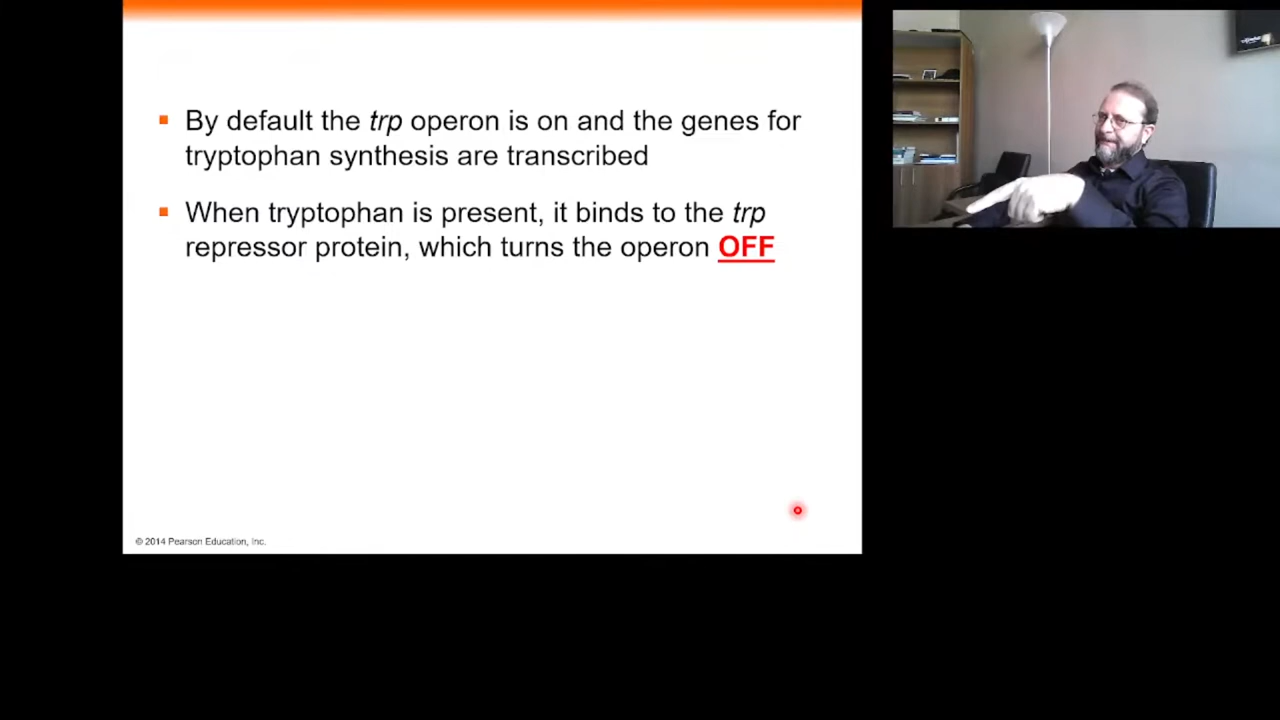 By default the trp operon is on and the genes for
tryptophan synthesis are transcribed
When tryptophan is present, it binds to the trp
repressor protein, which turns the operon OFF
© 2014 Pearson Education, Inc.